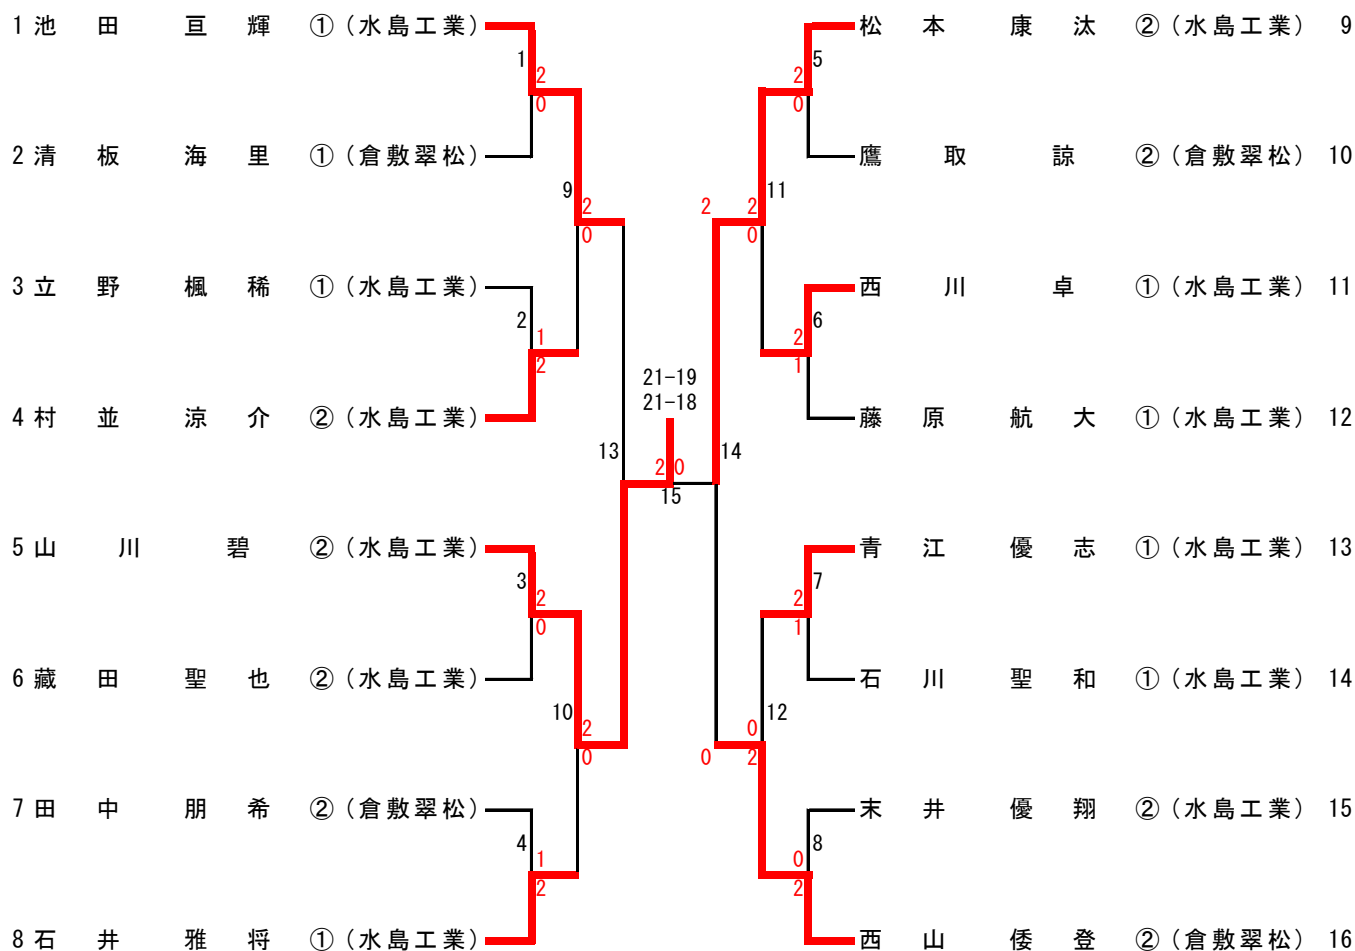 1 池田 亘輝 ① (水島工業) 松本 康汰 ② (水島工業) 9
1 5
2 2
0 0
2 清板 海里 ① (倉敷翠松) 鷹取 諒 ② (倉敷翠松) 10
9 11
2 2 2
0 0
3 立野 楓稀 ① (水島工業) 西川 卓 ① (水島工業) 11
2 6
1 2
2 1
21-19
21-18
4 村並 涼介 ② (水島工業) 藤原 航大 ① (水島工業) 12
13 14
2 0
15
5 山川 碧 ② (水島工業) 青江 優志 ① (水島工業) 13
3 7
2 2
0 1
6 藏田 聖也 ② (水島工業) 石川 聖和 ① (水島工業) 14
10 12
2 0
0 0 2
7 田中 朋希 ② (倉敷翠松) 末井 優翔 ② (水島工業) 15
4 8
1 0
2 2
8 石井 雅将 ① (水島工業) 西山 倭登 ② (倉敷翠松) 16